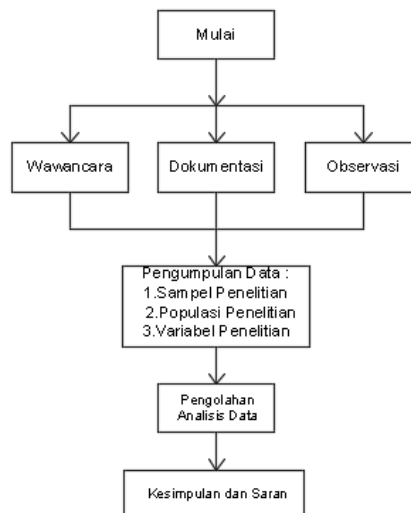 Mulai
Wawancara
Dokumentasi
Observasi
Pengumpulan Data :
1.Sampel Penelitian
2.Populasi Penelitian
3.Variabel Penelitian
Pengolahan
Analisis Data
Kesimpulan dan Saran